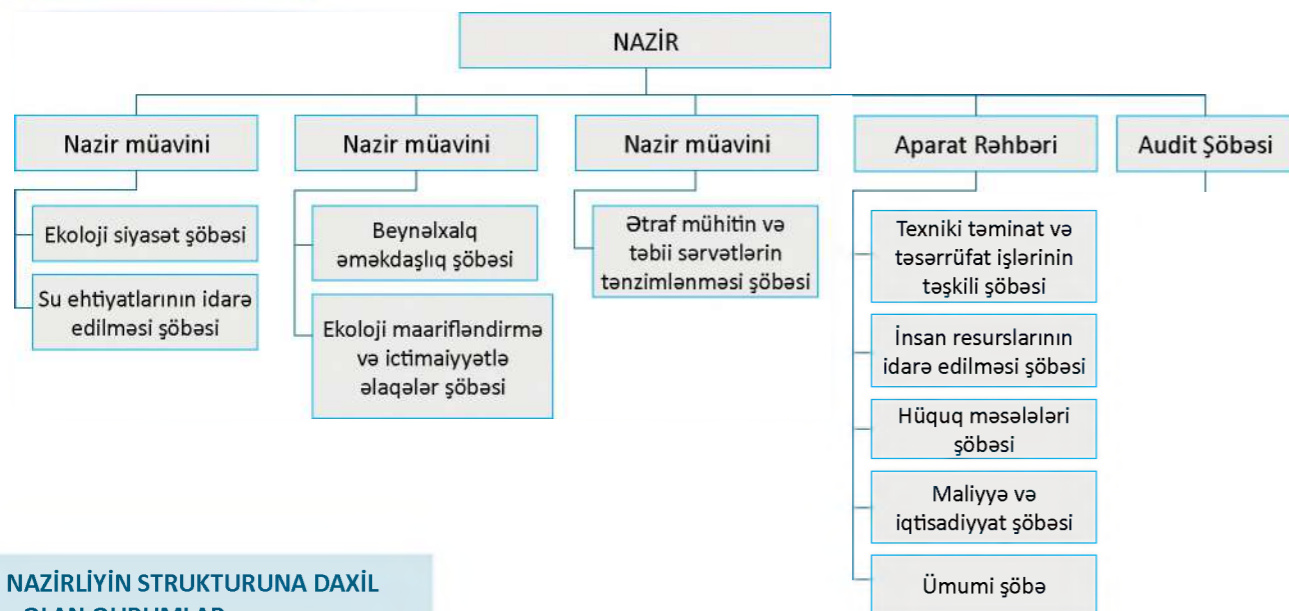 NAZİR
Nazir müavini
Ekoloji siyasət şöbəsi
Su ehtiyatlarının idarə
edilməsi şöbəsi
Nazir müavini
Beynəlxalq
əməkdaşlıq şöbəsi
Ekoloji maarifləndirmə
və ictimaiyyətlə
əlaqələr şöbəsi
Nazir müavini
Ətraf mühitin və
təbii sərvətlərin
tənzimlənməsi şöbəsi
Aparat Rəhbəri
Texniki təminat və
təsərrüfat işlərinin
təşkili şöbəsi
İnsan resurslarının
idarə edilməsi şöbəsi
Hüquq məsələləri
şöbəsi
Maliyyə və
iqtisadiyyat şöbəsi
Ümumi şöbə
Audit Şöbəsi
NAZİRLİYİN STRUKTURUNA DAXİL
OLAN QURUMLAR